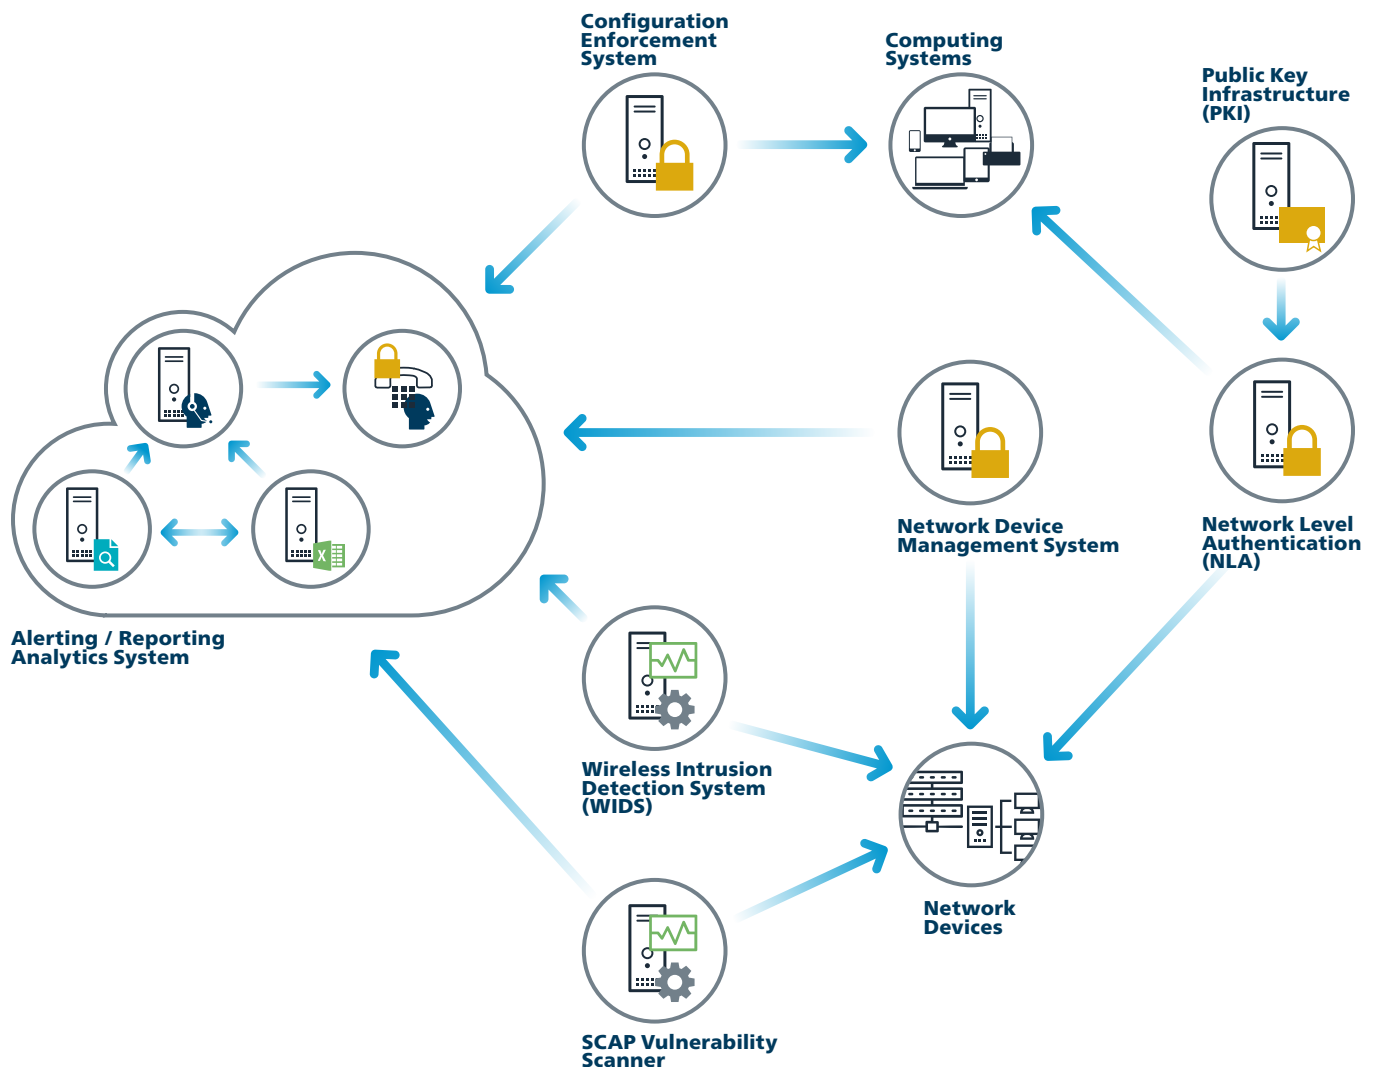 Configuration
Enforcement
System
Computing
Systems
Public Key
Infrastructure
(PKI)
Network Device
Management System
Network Level
Authentication
(NLA)
X
Alerting / Reporting
Analytics System
Wireless Intrusion
Detection System
(WIDS)
Network
Devices
SCAP Vulnerability
Scanner